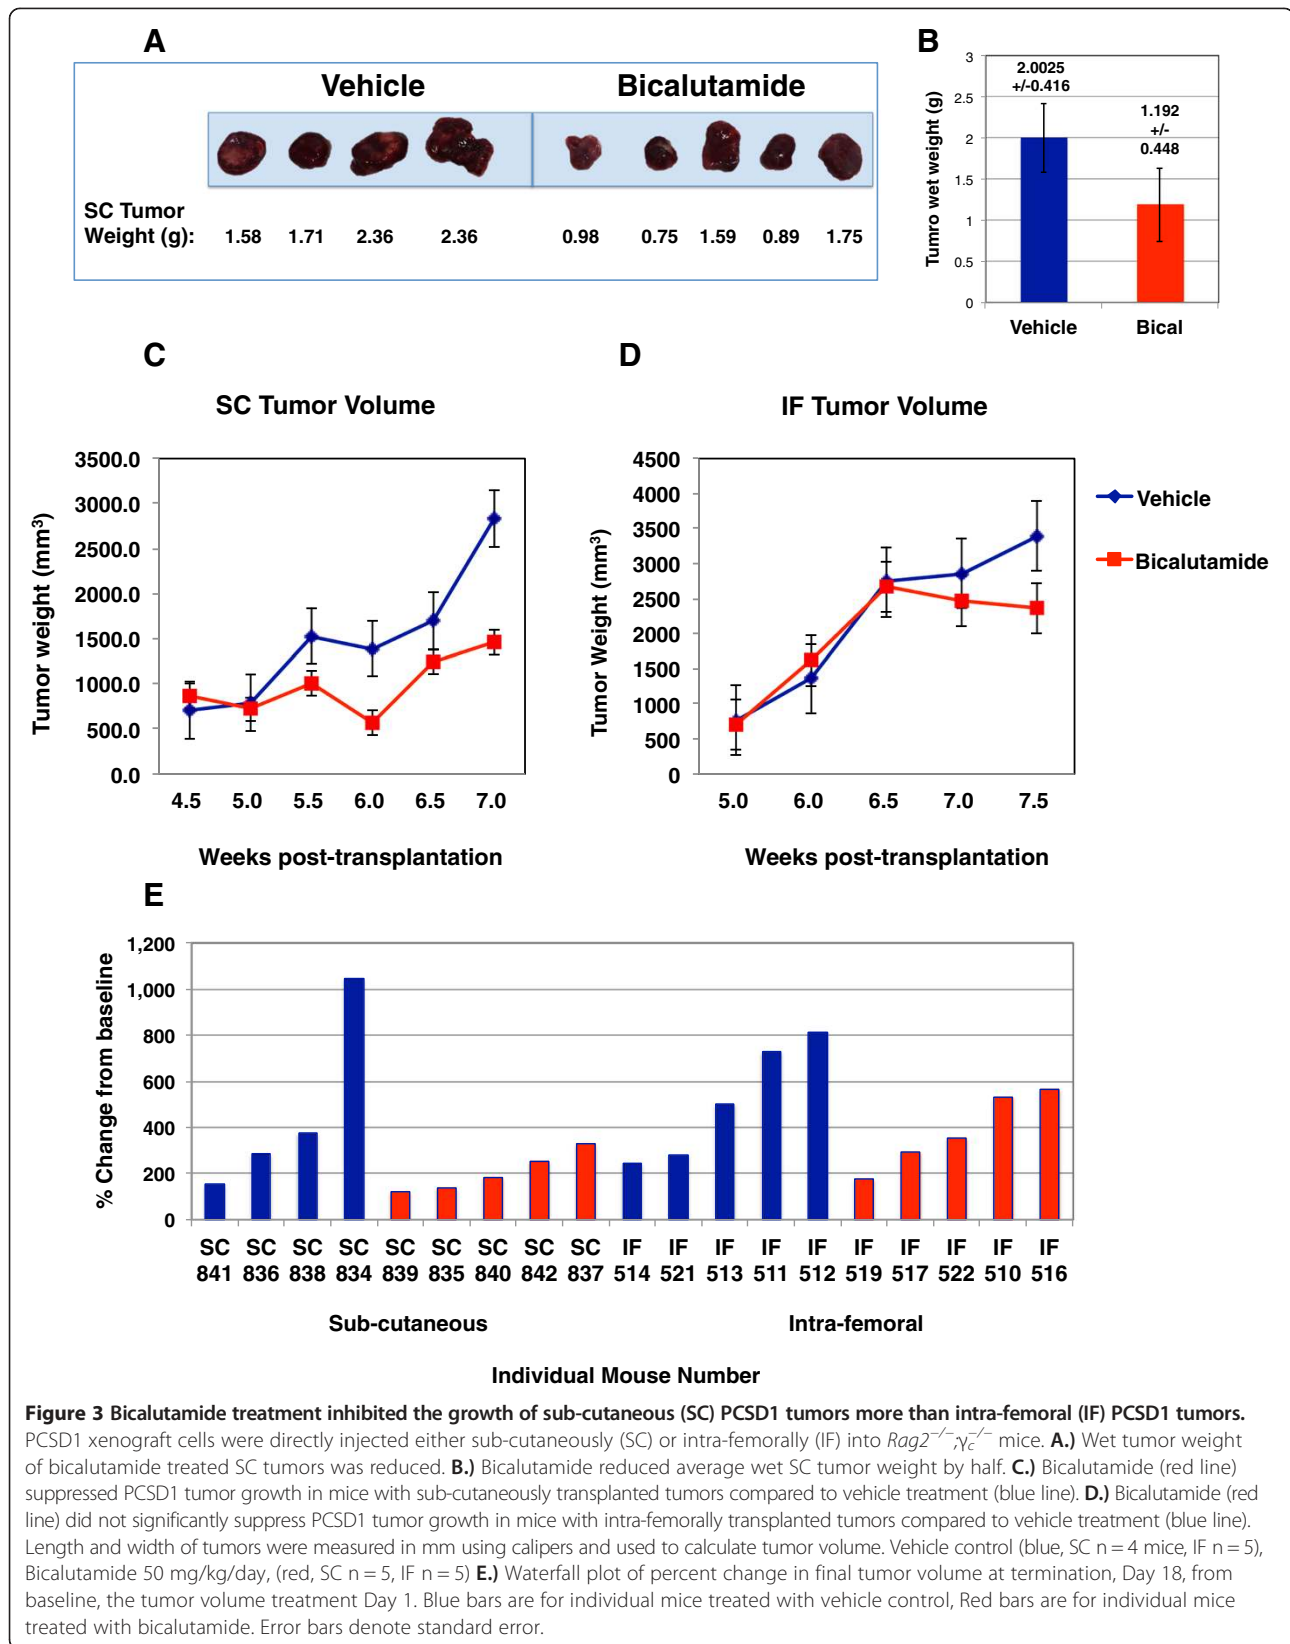 A
Vehicle Bicalutamide
SC Tumor
Weight (g): 1.58 1.71 2.36 2.36 0.98 0.75 1.59 0.89 1.75
B
3
2.5
2
1.5
1
0.5
0
Tumro wet weight (g)
2.0025
+/-0.416
1.192
+/-
0.448
Vehicle Bical
C
SC Tumor Volume
3500.0
3000.0
2500.0
2000.0
1500.0
1000.0
500.0
0.0
Tumor weight (mm³)
4.5 5.0 5.5 6.0 6.5 7.0
Weeks post-transplantation
D
IF Tumor Volume
4500
4000
3500
3000
2500
2000
1500
1000
500
0
Tumor Weight (mm³)
5.0 6.0 6.5 7.0 7.5
Weeks post-transplantation
Vehicle
Bicalutamide
E
1,200
1,000
800
600
400
200
0
% Change from baseline
SC SC SC SC SC SC SC SC SC IF IF IF IF IF IF IF IF IF IF
841 836 838 834 839 835 840 842 837 514 521 513 511 512 519 517 522 510 516
Sub-cutaneous Intra-femoral
Individual Mouse Number
Figure 3 Bicalutamide treatment inhibited the growth of sub-cutaneous (SC) PCSD1 tumors more than intra-femoral (IF) PCSD1 tumors.
PCSD1 xenograft cells were directly injected either sub-cutaneously (SC) or intra-femorally (IF) into Rag2⁻/⁻;γc⁻/⁻ mice. A.) Wet tumor weight
of bicalutamide treated SC tumors was reduced. B.) Bicalutamide reduced average wet SC tumor weight by half. C.) Bicalutamide (red line)
suppressed PCSD1 tumor growth in mice with sub-cutaneously transplanted tumors compared to vehicle treatment (blue line). D.) Bicalutamide (red
line) did not significantly suppress PCSD1 tumor growth in mice with intra-femorally transplanted tumors compared to vehicle treatment (blue line).
Length and width of tumors were measured in mm using calipers and used to calculate tumor volume. Vehicle control (blue, SC n = 4 mice, IF n = 5),
Bicalutamide 50 mg/kg/day, (red, SC n = 5, IF n = 5) E.) Waterfall plot of percent change in final tumor volume at termination, Day 18, from
baseline, the tumor volume treatment Day 1. Blue bars are for individual mice treated with vehicle control, Red bars are for individual mice
treated with bicalutamide. Error bars denote standard error.